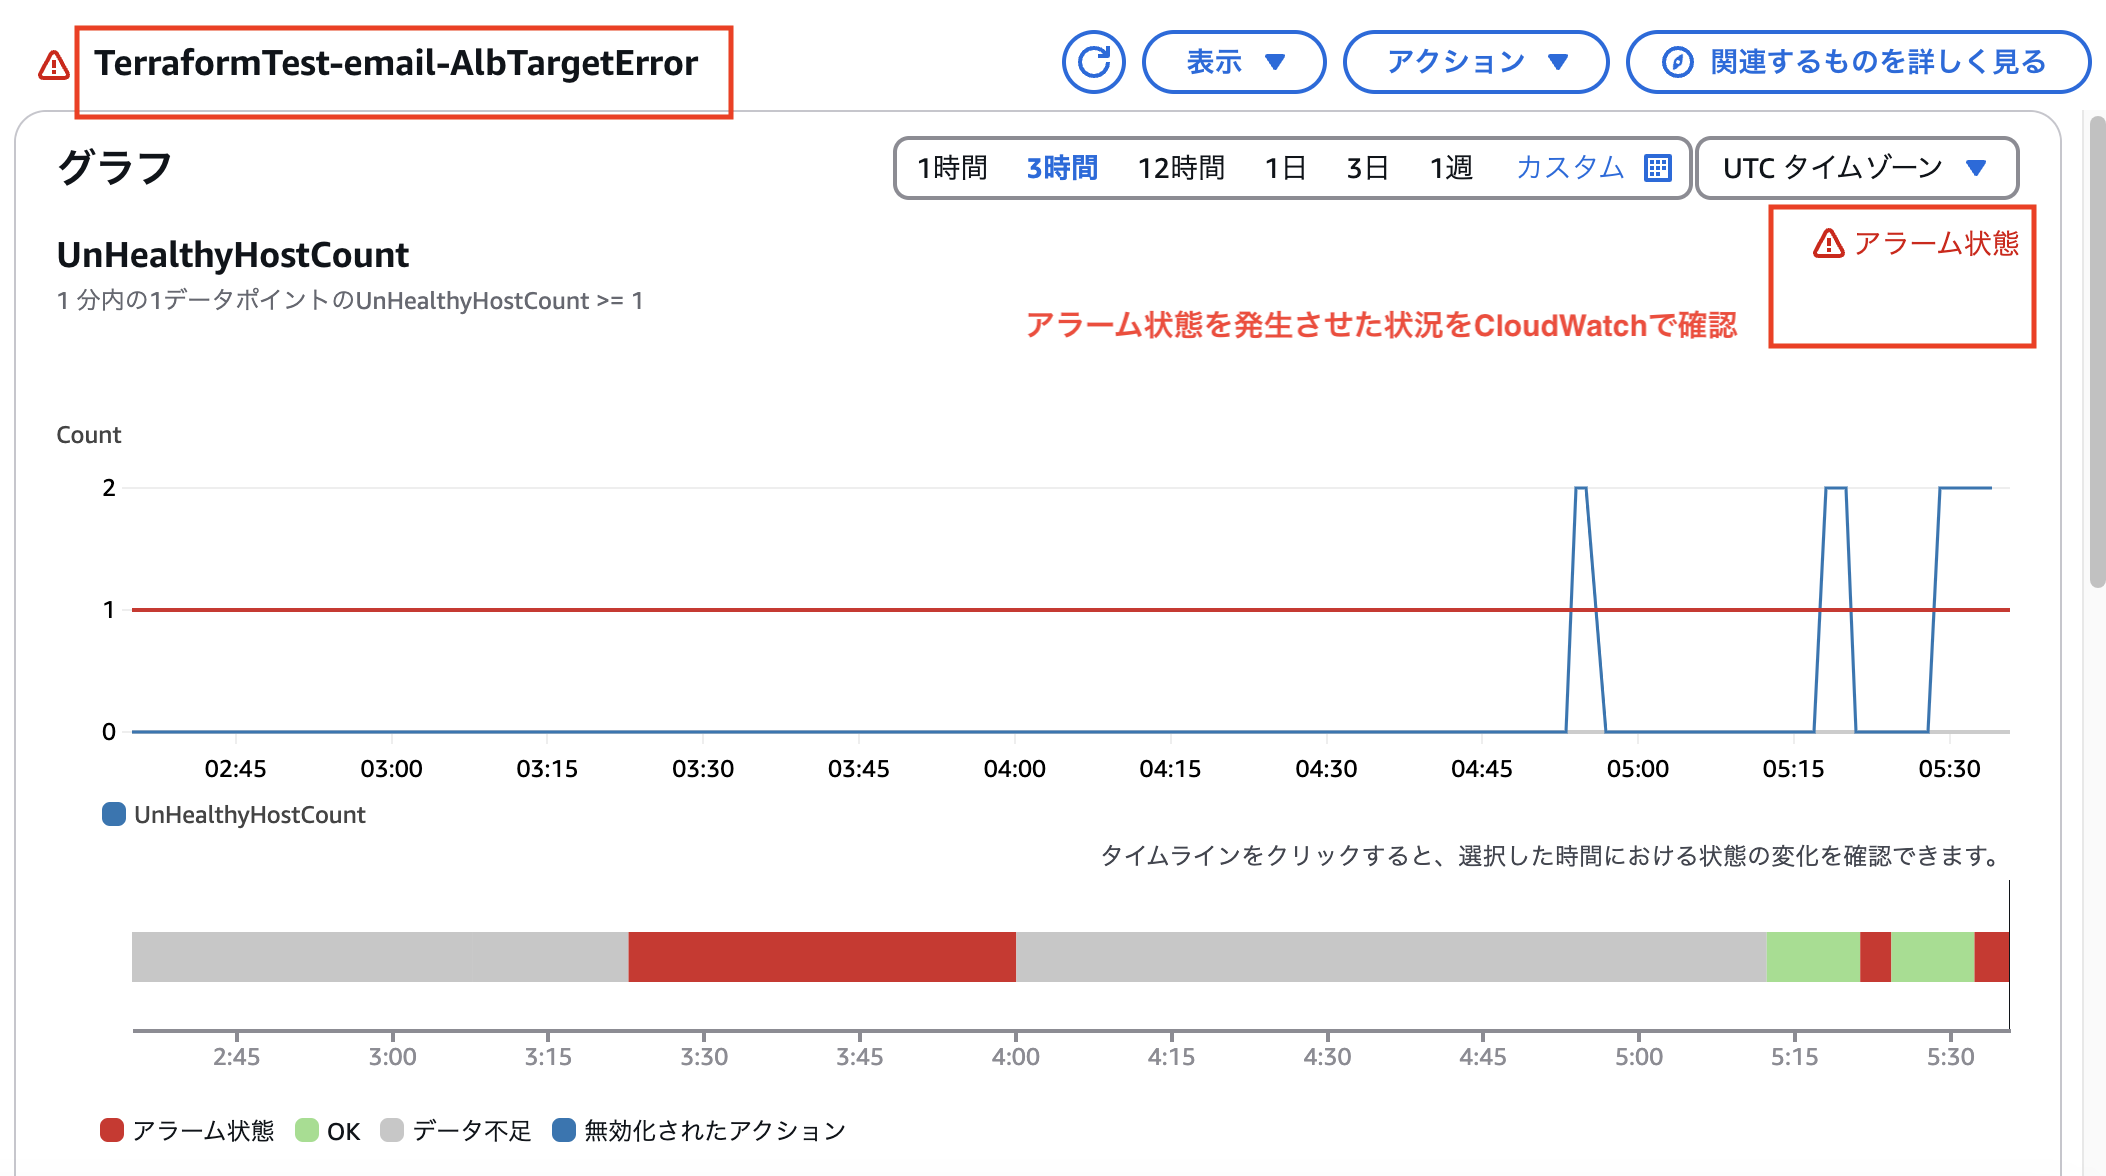 TerraformTest-email-AlbTargetError
表示
アクション
関連するものを詳しく見る
グラフ
1時間 3時間 12時間 1日 3日 1週 カスタム
UTC タイムゾーン
アラーム状態
UnHealthyHostCount
1 分内の1データポイントのUnHealthyHostCount >= 1
アラーム状態を発生させた状況をCloudWatchで確認
Count
2
1
0
02:45 03:00 03:15 03:30 03:45 04:00 04:15 04:30 04:45 05:00 05:15 05:30
UnHealthyHostCount
タイムラインをクリックすると、選択した時間における状態の変化を確認できます。
2:45 3:00 3:15 3:30 3:45 4:00 4:15 4:30 4:45 5:00 5:15 5:30
アラーム状態 OK データ不足 無効化されたアクション